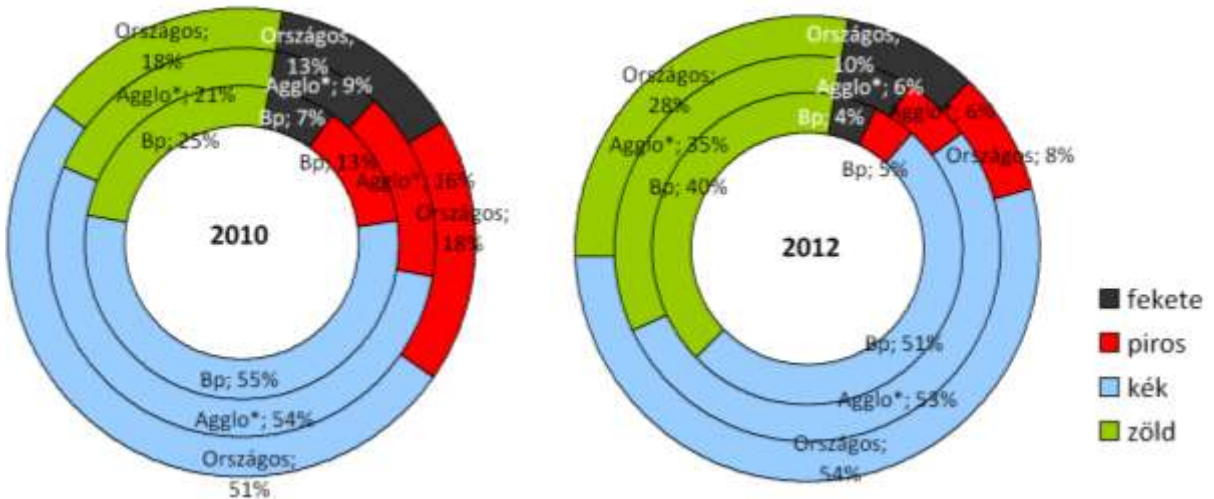 Országos;
18%
Országos,
13%
Agglo*; 9%
Agglo*; 21%
Bp; 7%
Bp; 25%
Bp; 13%
Agglo*; 16%
Országos;
18%
2010
Bp; 55%
Agglo*; 54%
Országos;
51%
Országos,
10%
Országos;
28%
Agglo*; 6%
Bp; 4%
Agglo*; 6%
Agglo*; 35%
Bp; 5%
Országos; 8%
Bp; 40%
2012
Bp; 51%
Agglo*; 53%
Országos;
54%
fekete
piros
kék
zöld